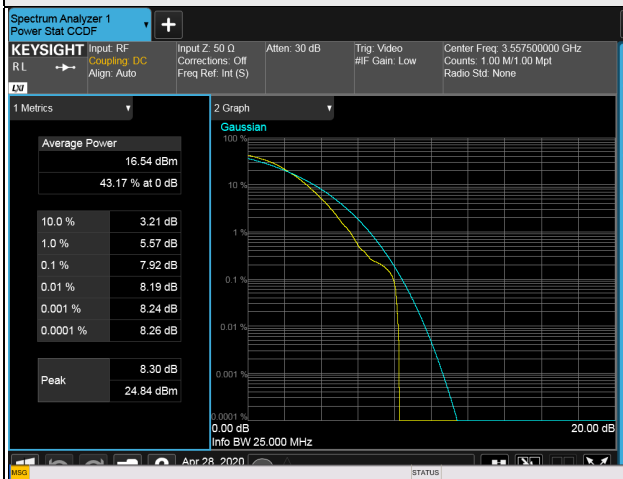 Spectrum Analyzer 1
Power Stat CCDF
+
KEYSIGHT
RL
LXI
Input: RF
Coupling: DC
Align: Auto
Input Z: 50 Ω
Corrections: Off
Freq Ref: Int (S)
Atten: 30 dB
Trig: Video
#IF Gain: Low
Center Freq: 3.557500000 GHz
Counts: 1.00 M/1.00 Mpt
Radio Std: None
1 Metrics
Average Power
16.54 dBm
43.17 % at 0 dB
10.0 % 3.21 dB
1.0 % 5.57 dB
0.1 % 7.92 dB
0.01 % 8.19 dB
0.001 % 8.24 dB
0.0001 % 8.26 dB
Peak
8.30 dB
24.84 dBm
2 Graph
Gaussian
100 %
10 %
1 %
0.1 %
0.01 %
0.001 %
0.0001 %
0.00 dB 20.00 dB
Info BW 25.000 MHz
Apr 28, 2020
MSG STATUS